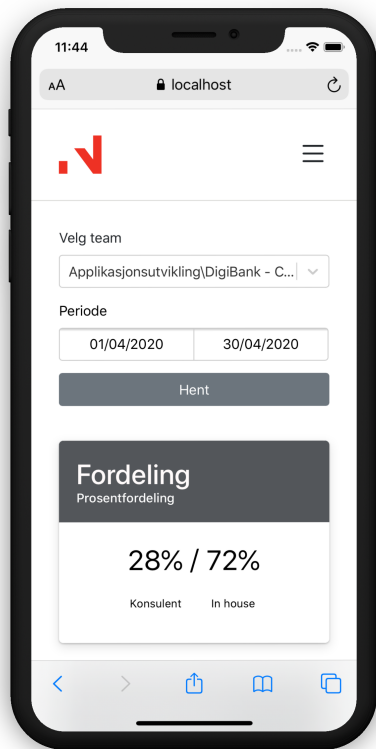 11:44
AA localhost
Velg team
Applikasjonsutvikling\DigiBank - C...
Periode
01/04/2020 30/04/2020
Hent
Fordeling
Prosentfordeling
28% / 72%
Konsulent In house